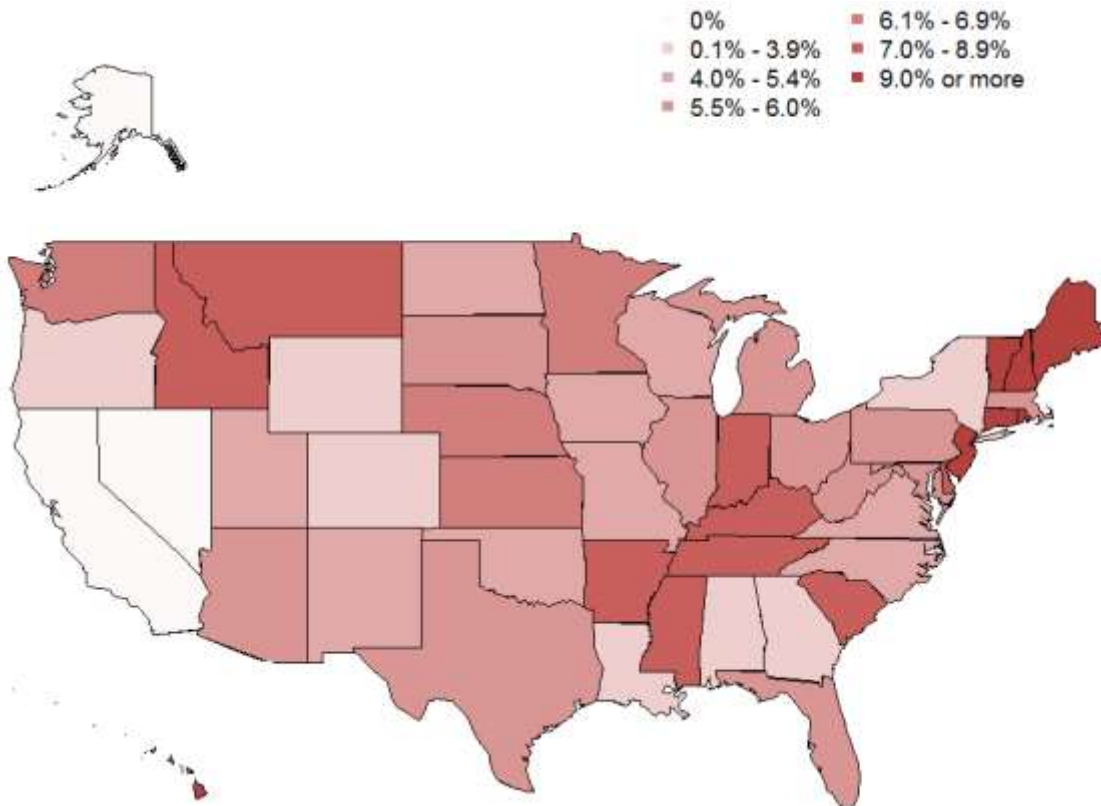 0%
0.1% - 3.9%
4.0% - 5.4%
5.5% - 6.0%
6.1% - 6.9%
7.0% - 8.9%
9.0% or more